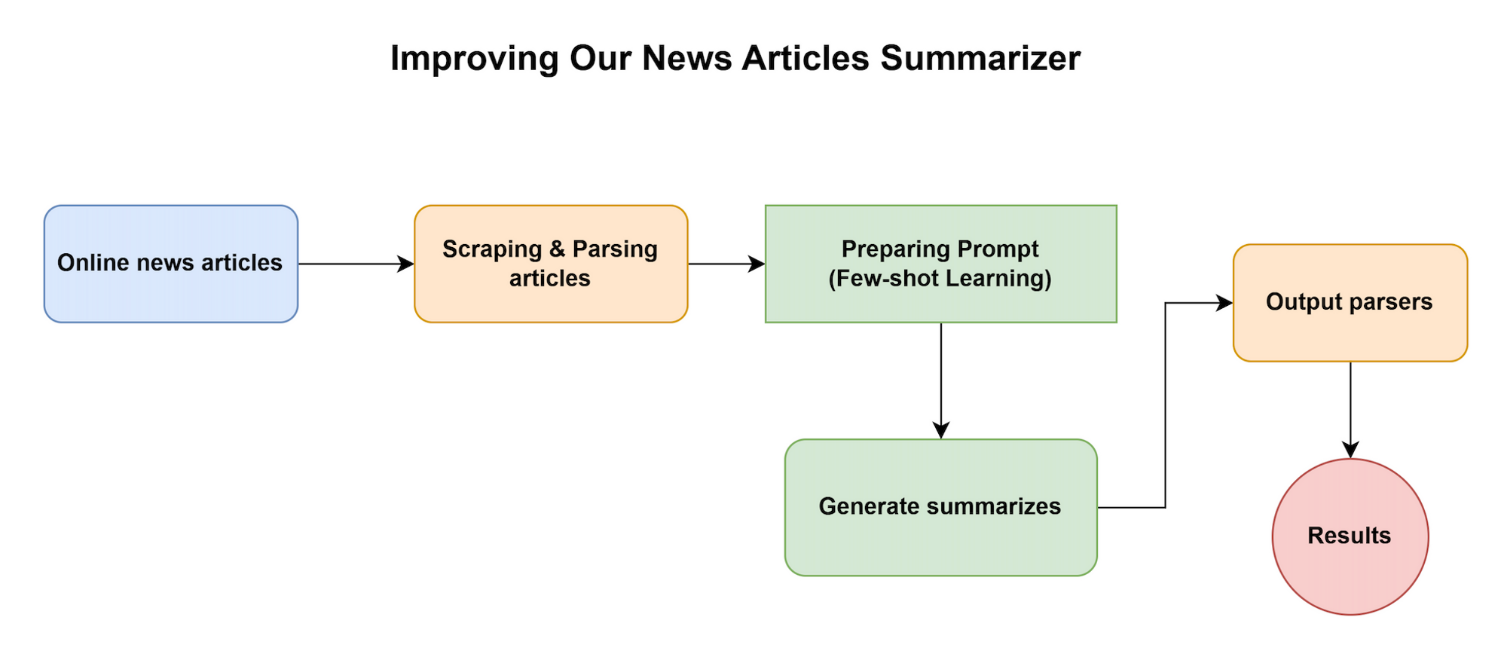 Improving Our News Articles Summarizer
Online news articles
Scraping & Parsing
articles
Preparing Prompt
(Few-shot Learning)
Generate summarizes
Output parsers
Results